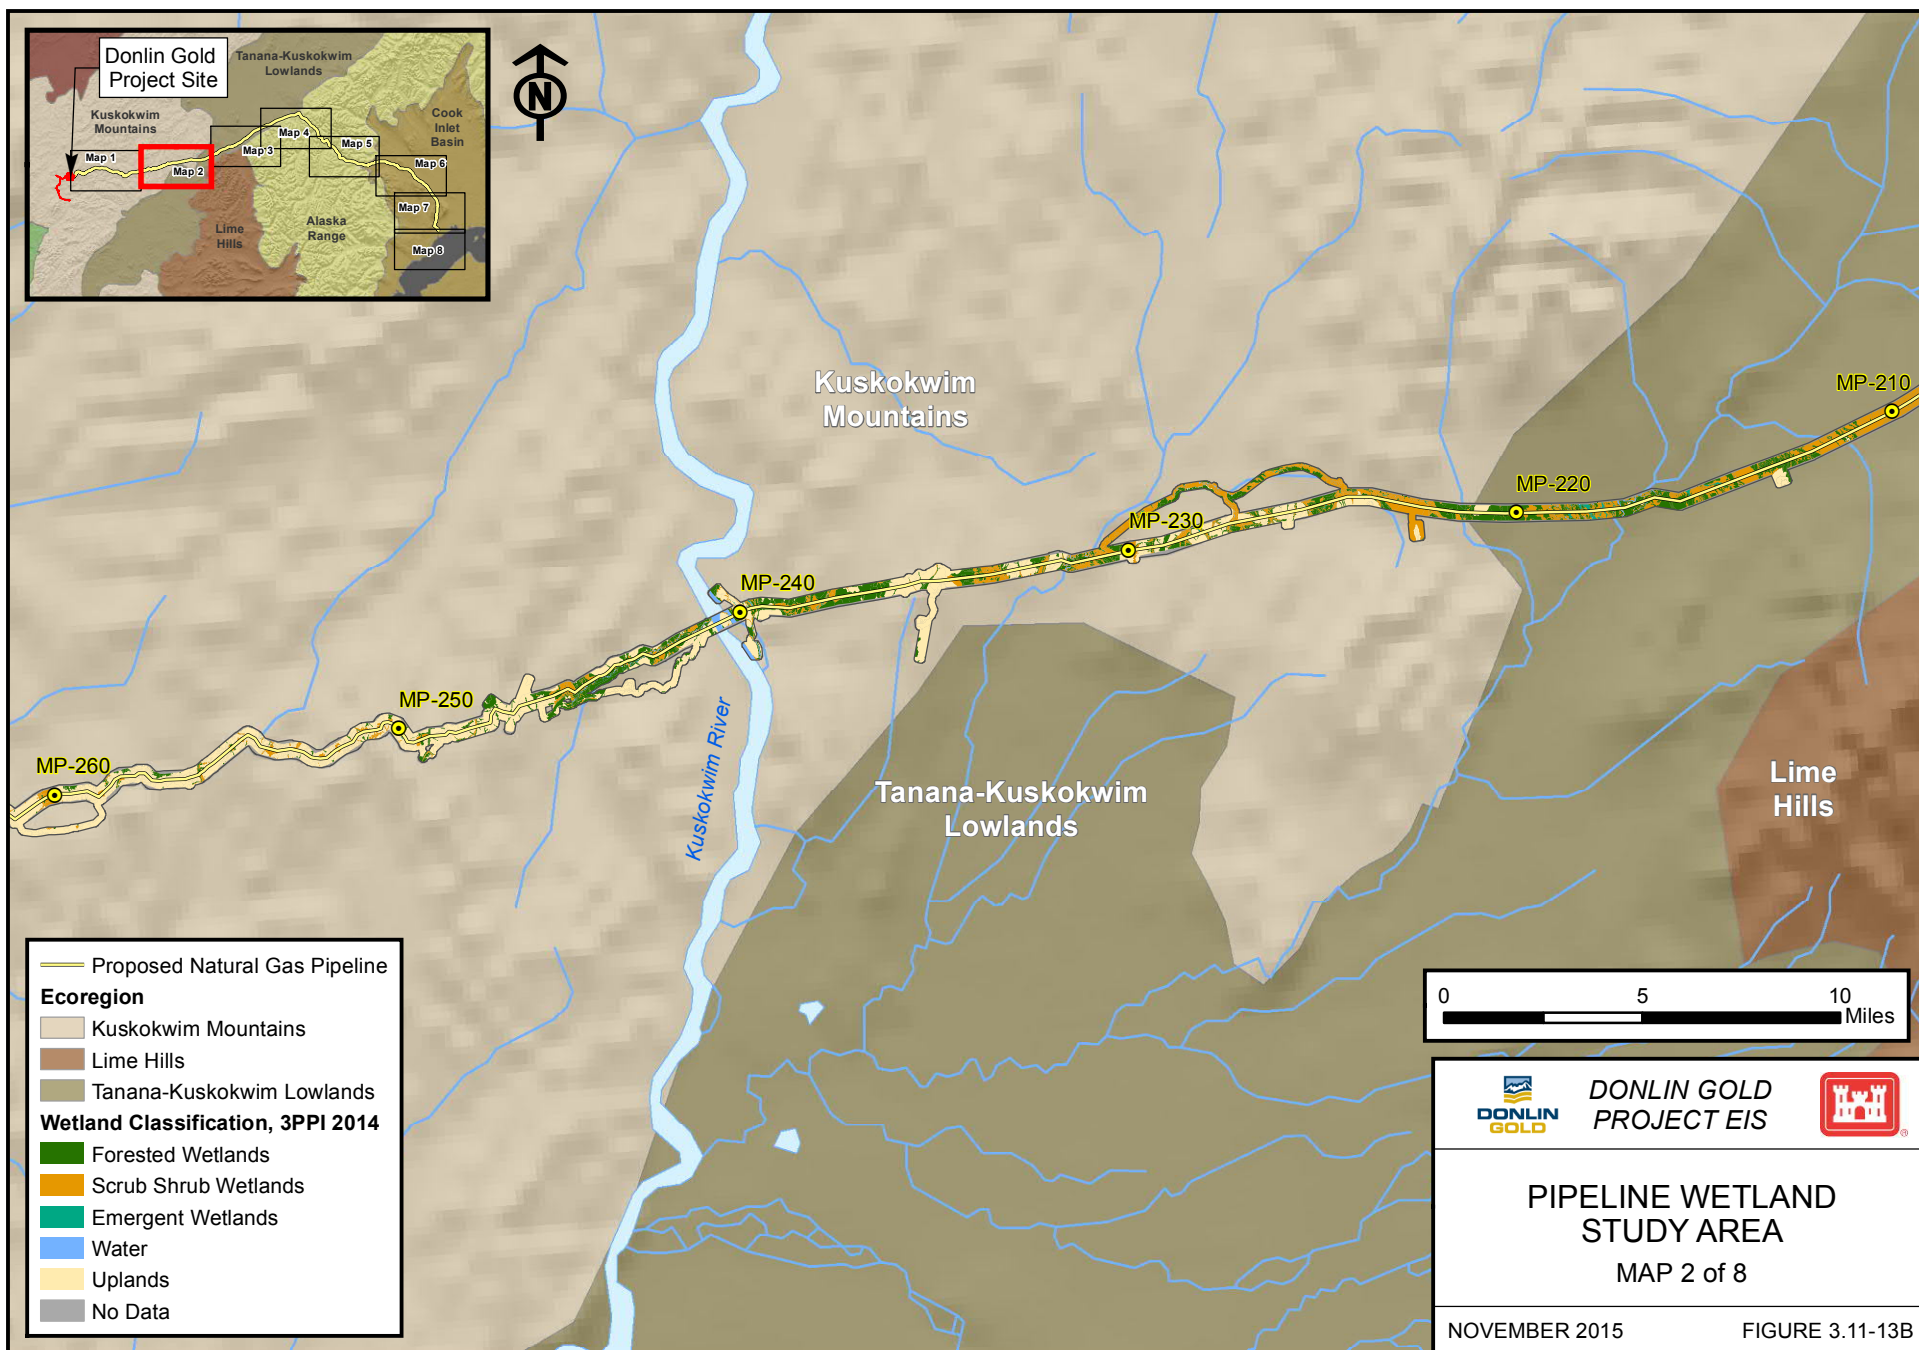 Donlin Gold
Project Site
Tanana-Kuskokwim
Lowlands
Kuskokwim
Mountains
Cook
Inlet
Basin
Map 1
Map 2
Map 3
Map 4
Map 5
Map 6
Map 7
Map 8
Lime
Hills
Alaska
Range
N
Kuskokwim
Mountains
MP-210
MP-220
MP-230
MP-240
MP-250
MP-260
Kuskokwim River
Tanana-Kuskokwim
Lowlands
Lime
Hills
Proposed Natural Gas Pipeline
Ecoregion
Kuskokwim Mountains
Lime Hills
Tanana-Kuskokwim Lowlands
Wetland Classification, 3PPI 2014
Forested Wetlands
Scrub Shrub Wetlands
Emergent Wetlands
Water
Uplands
No Data
0 5 10
Miles
DONLIN
GOLD
DONLIN GOLD
PROJECT EIS
®
PIPELINE WETLAND
STUDY AREA
MAP 2 of 8
NOVEMBER 2015 FIGURE 3.11-13B